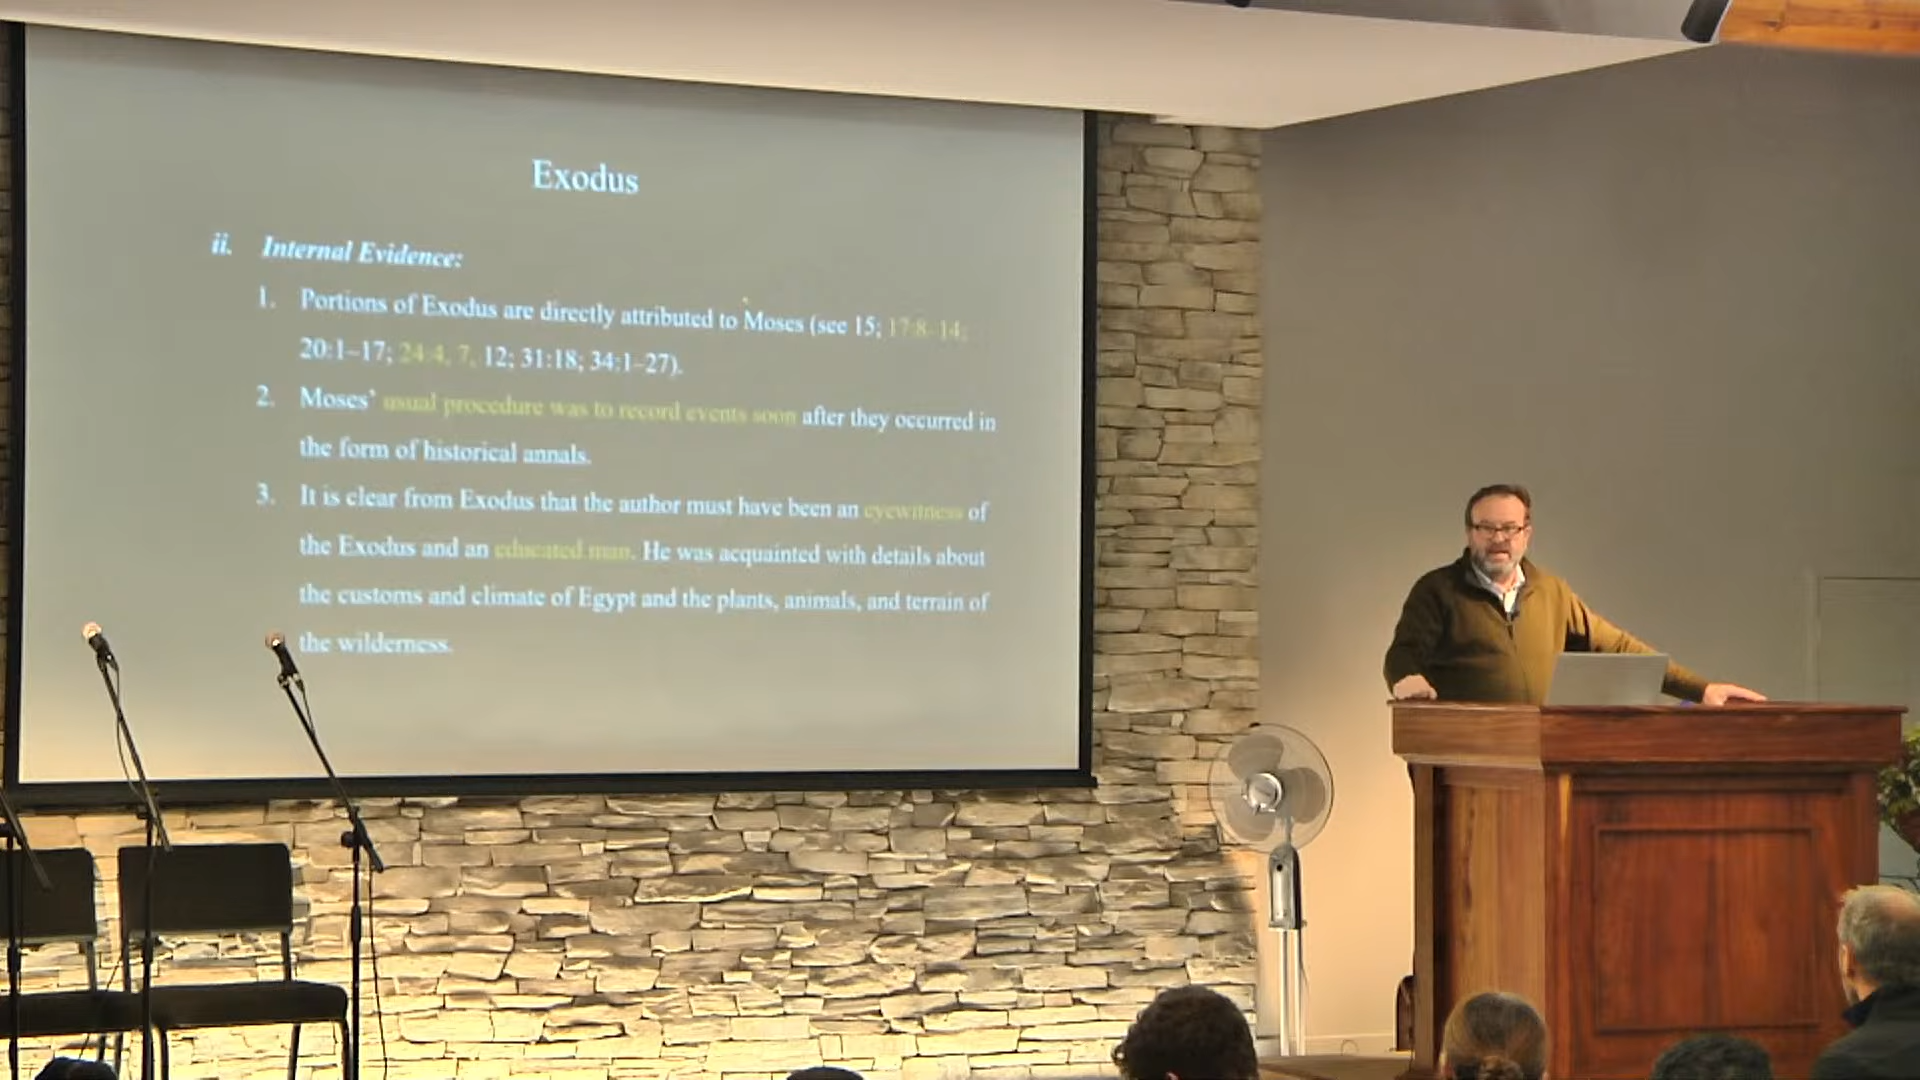 Exodus
ii. Internal Evidence:
1. Portions of Exodus are directly attributed to Moses (see 15; 17:8–14;
20:1–17; 24:4, 7, 12; 31:18; 34:1–27).
2. Moses’ usual procedure was to record events soon after they occurred in
the form of historical annals.
3. It is clear from Exodus that the author must have been an eyewitness of
the Exodus and an educated man. He was acquainted with details about
the customs and climate of Egypt and the plants, animals, and terrain of
the wilderness.